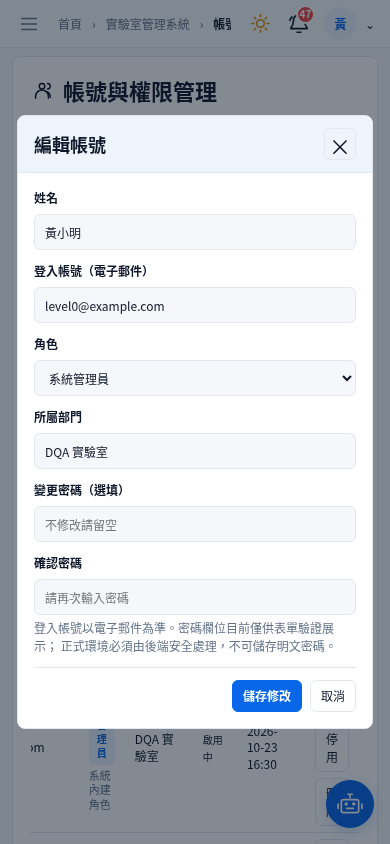 首頁 › 實驗室管理系統 › 帳號
47
黃
帳號與權限管理
編輯帳號
姓名
黃小明
登入帳號（電子郵件）
level0@example.com
角色
系統管理員
所屬部門
DQA 實驗室
變更密碼（選填）
不修改請留空
確認密碼
請再次輸入密碼
登入帳號以電子郵件為準。密碼欄位目前僅供表單驗證展
示； 正式環境必須由後端安全處理，不可儲存明文密碼。
儲存修改
取消
om
理
員
系統
內建
角色
DQA 實
驗室
啟用
中
2026-
10-23
16:30
停
用